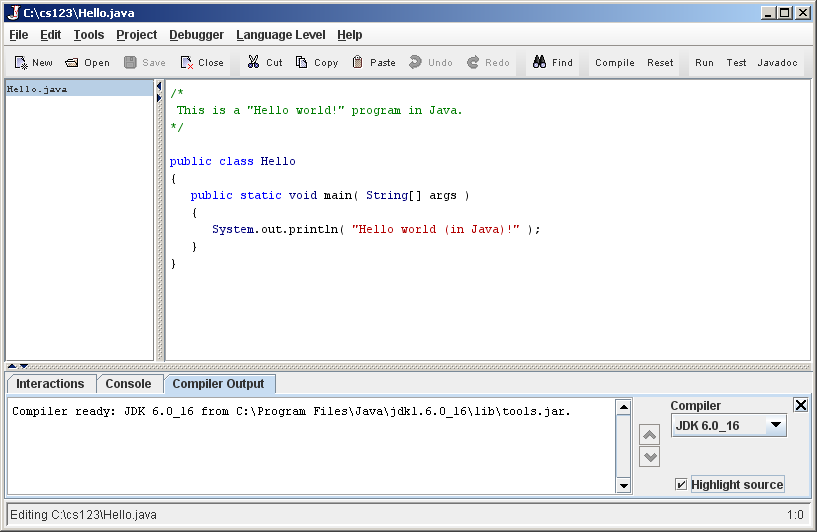 C:\cs123\Hello.java
File Edit Tools Project Debugger Language Level Help
New Open Save Close Cut Copy Paste Undo Redo Find Compile Reset Run Test Javadoc
Hello.java
/*
 This is a "Hello world!" program in Java.
*/
public class Hello
{
   public static void main( String[] args )
   {
      System.out.println( "Hello world (in Java)!" );
   }
}
Interactions Console Compiler Output
Compiler ready: JDK 6.0_16 from C:\Program Files\Java\jdk1.6.0_16\lib\tools.jar.
Compiler
JDK 6.0_16
Highlight source
Editing C:\cs123\Hello.java 1:0